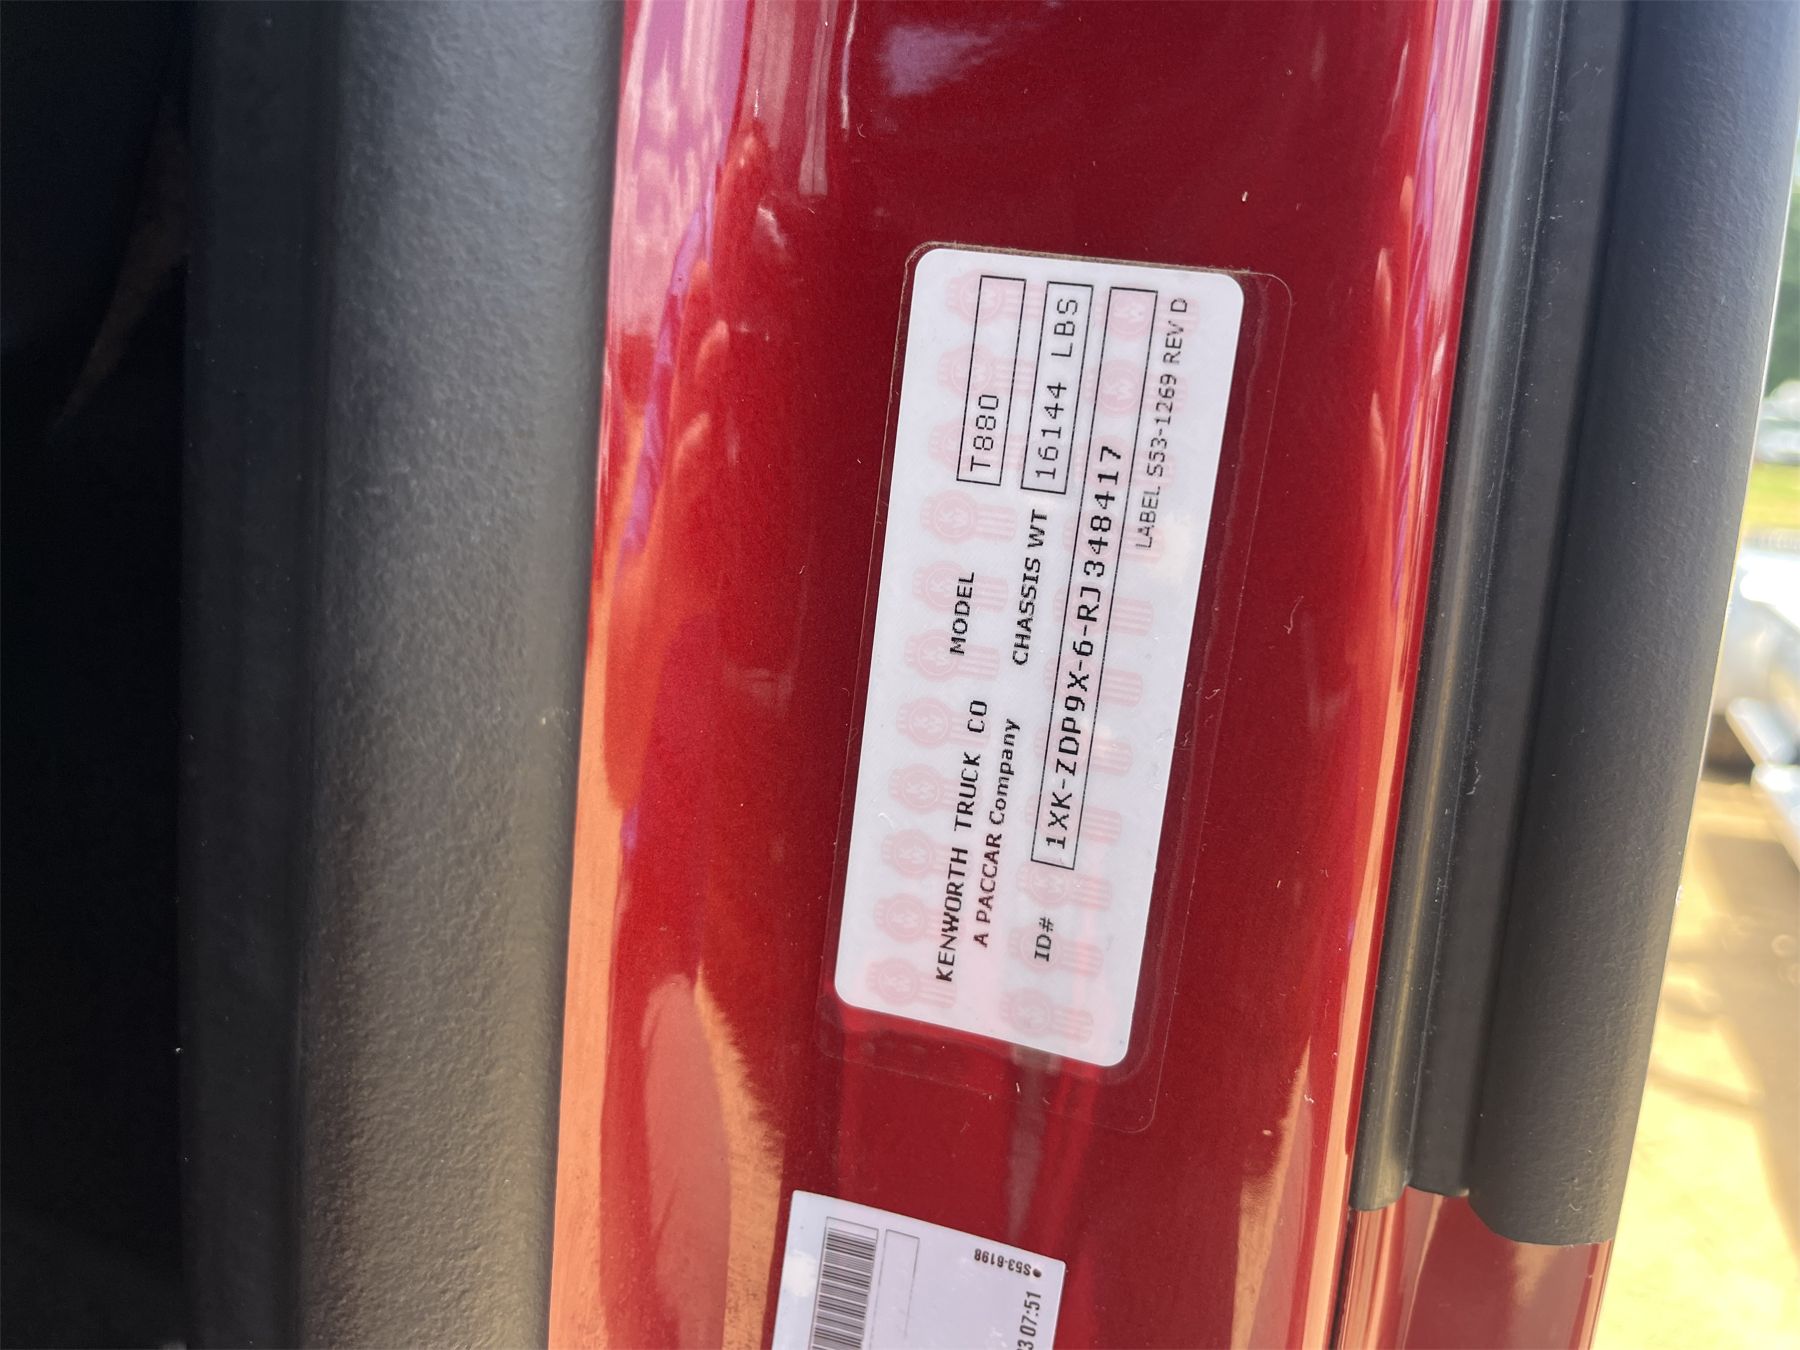 KENWORTH TRUCK CO
A PACCAR Company
MODEL T880
CHASSIS WT 16144 LBS
ID# 1XK-ZDP9X-6-RJ348417
LABEL S53-1269 REV D
S53-6198
3 07:51